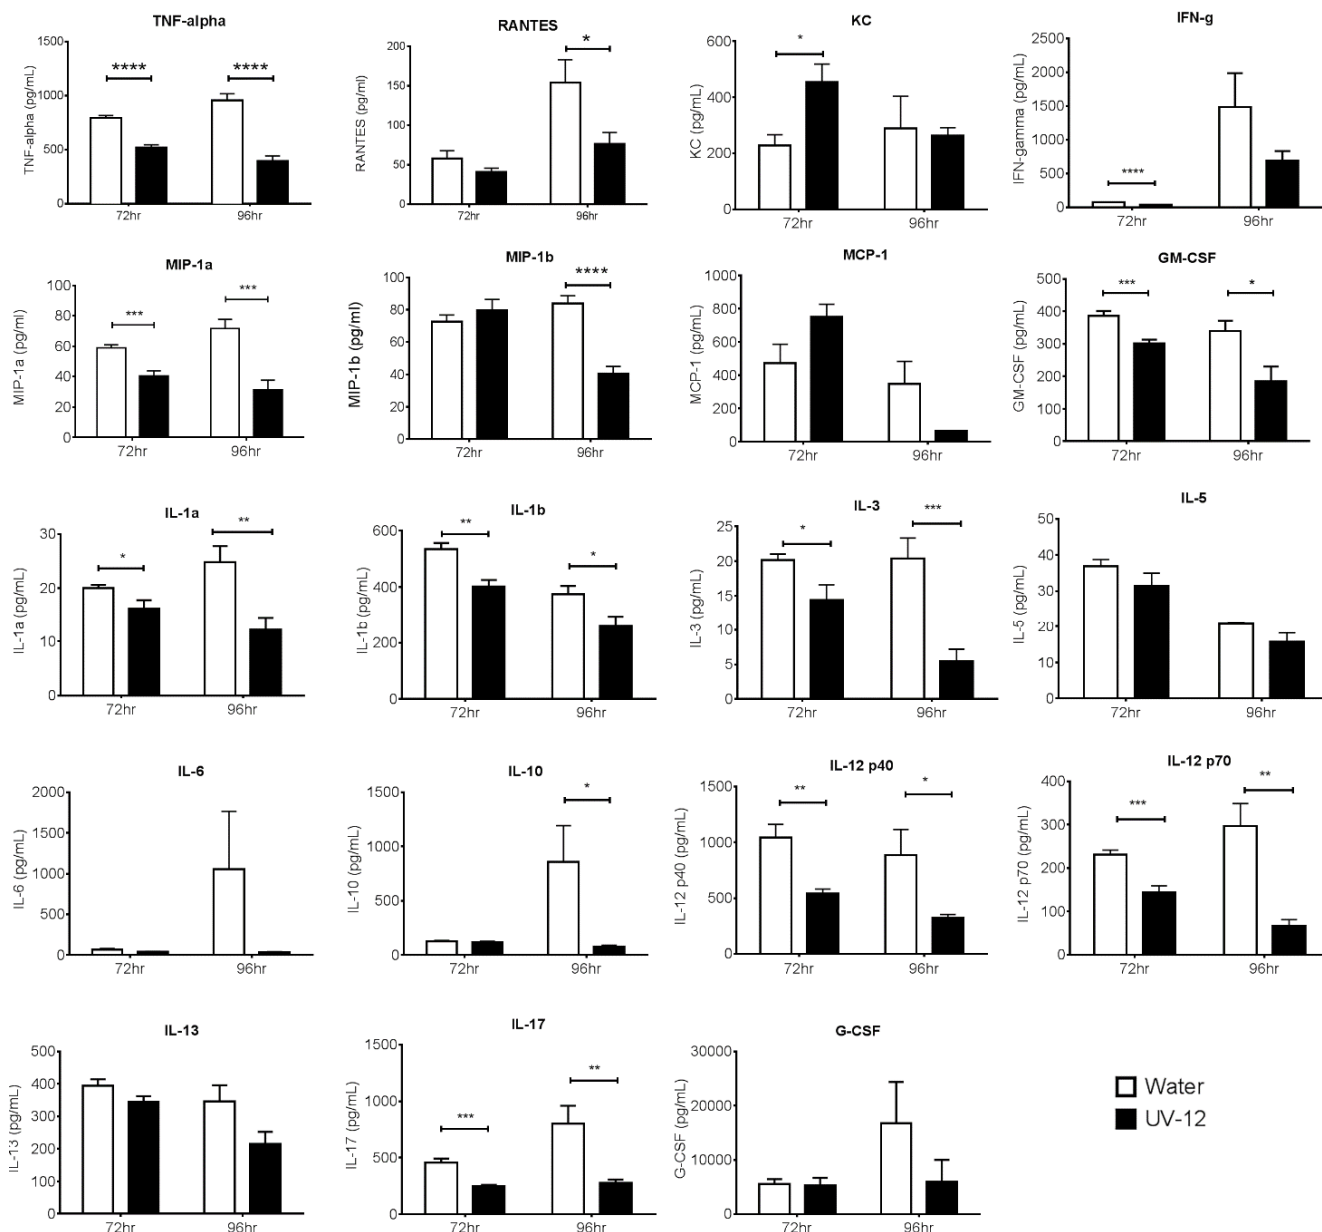 TNF-alpha
TNF-alpha (pg/mL)
1500
1000
500
0
****
****
72hr
96hr
RANTES
RANTES (pg/ml)
200
150
100
50
0
*
72hr
96hr
KC
KC (pg/mL)
600
400
200
0
*
72hr
96hr
IFN-g
IFN-gamma (pg/mL)
2500
2000
1500
1000
500
0
****
72hr
96hr
MIP-1a
MIP-1a (pg/ml)
100
80
60
40
20
0
***
***
72hr
96hr
MIP-1b
MIP-1b (pg/ml)
100
80
60
40
20
0
****
72hr
96hr
MCP-1
MCP-1 (pg/mL)
1000
800
600
400
200
0
72hr
96hr
GM-CSF
GM-CSF (pg/mL)
500
400
300
200
100
0
***
*
72hr
96hr
IL-1a
IL-1a (pg/mL)
30
20
10
0
*
**
72hr
96hr
IL-1b
IL-1b (pg/mL)
600
400
200
0
**
*
72hr
96hr
IL-3
IL-3 (pg/mL)
25
20
15
10
5
0
*
***
72hr
96hr
IL-5
IL-5 (pg/mL)
50
40
30
20
10
0
72hr
96hr
IL-6
IL-6 (pg/mL)
2000
1500
1000
500
0
72hr
96hr
IL-10
IL-10 (pg/mL)
1500
1000
500
0
*
72hr
96hr
IL-12 p40
IL-12 p40 (pg/mL)
1500
1000
500
0
**
*
72hr
96hr
IL-12 p70
IL-12 p70 (pg/mL)
400
300
200
100
0
***
**
72hr
96hr
IL-13
IL-13 (pg/mL)
500
400
300
200
100
0
72hr
96hr
IL-17
IL-17 (pg/mL)
1500
1000
500
0
***
**
72hr
96hr
G-CSF
G-CSF (pg/mL)
30000
20000
10000
0
72hr
96hr
Water
UV-12